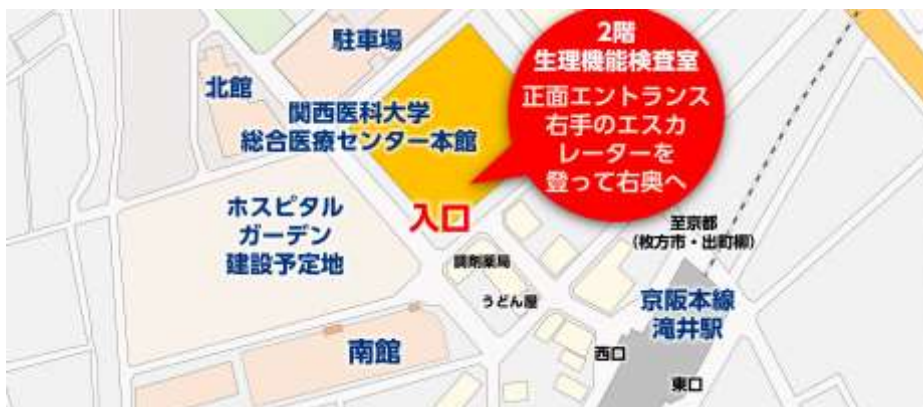 駐車場
北館
関西医科大学
総合医療センター本館
2階
生理機能検査室
正面エントランス
右手のエスカ
レーターを
登って右奥へ
ホスピタル
ガーデン
建設予定地
入口
調剤薬局
うどん屋
至京都
(枚方市・出町柳)
京阪本線
滝井駅
南館
西口
東口